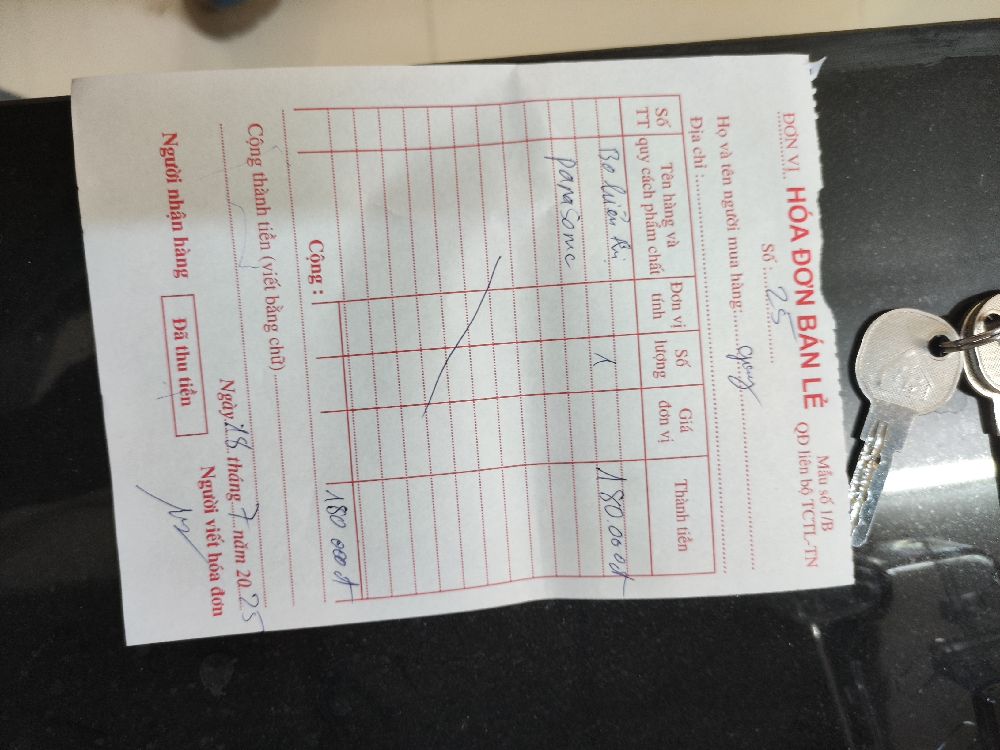 Mẫu số 1/B
ĐƠN VỊ HÓA ĐƠN BÁN LẺ QĐ liên bộ TCTL-TN
Số : 25
Họ và tên người mua hàng:
Địa chỉ :
Số TT Tên hàng và quy cách phẩm chất Đơn vị tính Số lượng Giá đơn vị Thành tiền
Bo 1 180 000đ
panasonic
Cộng : 180 000đ
Cộng thành tiền (viết bằng chữ)
Ngày 18 tháng 7 năm 2025
Người nhận hàng Đã thu tiền Người viết hóa đơn